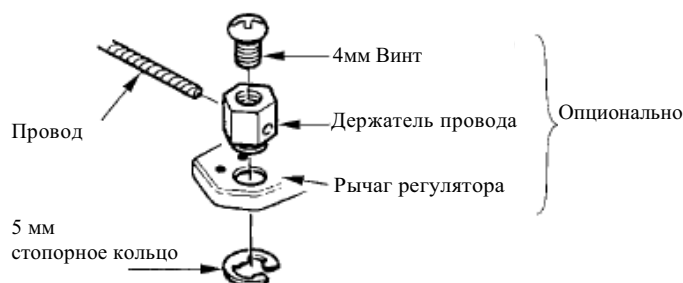 4мм Винт
Провод
Держатель провода
Опционально
Рычаг регулятора
5 мм
стопорное кольцо